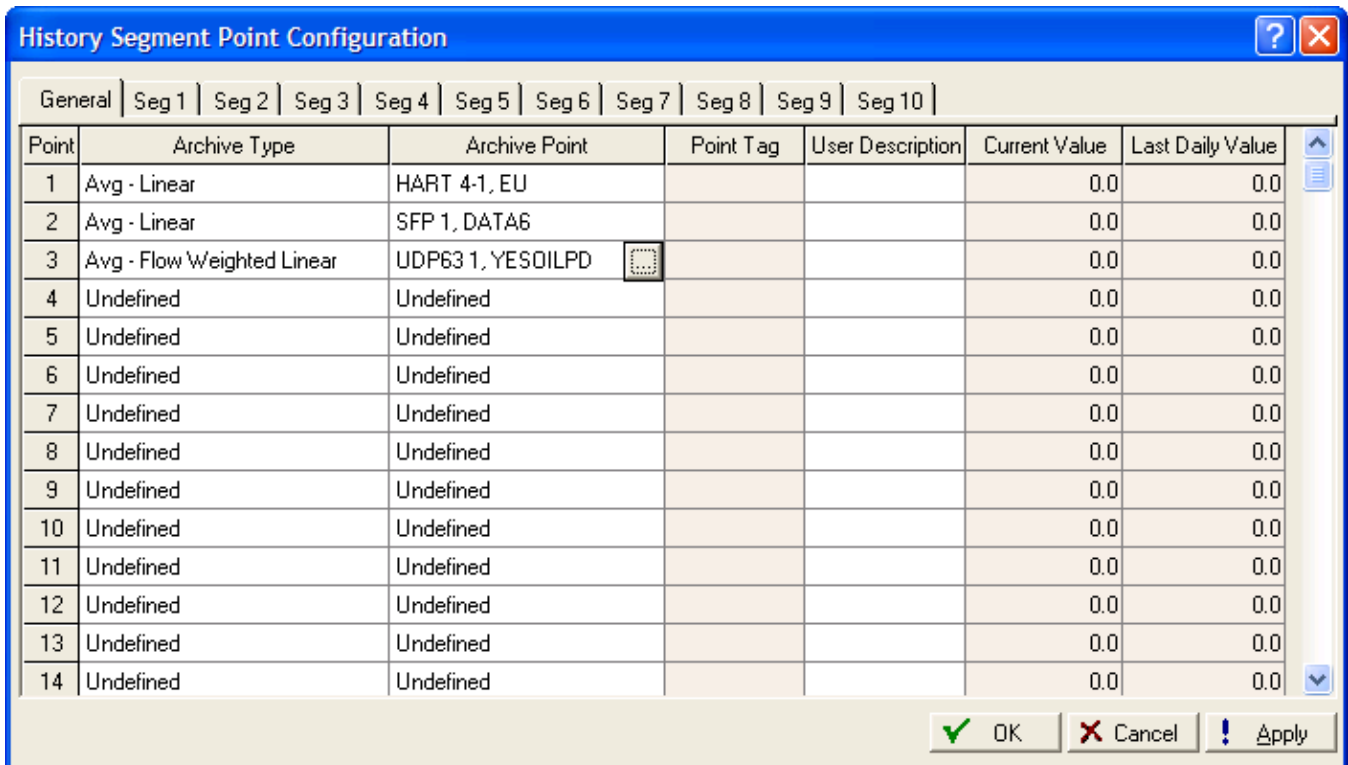 History Segment Point Configuration
General Seg 1 Seg 2 Seg 3 Seg 4 Seg 5 Seg 6 Seg 7 Seg 8 Seg 9 Seg 10
Point Archive Type Archive Point Point Tag User Description Current Value Last Daily Value
1 Avg - Linear HART 4-1, EU 0.0 0.0
2 Avg - Linear SFP 1, DATA6 0.0 0.0
3 Avg - Flow Weighted Linear UDP63 1, YESOILPD ... 0.0 0.0
4 Undefined Undefined 0.0 0.0
5 Undefined Undefined 0.0 0.0
6 Undefined Undefined 0.0 0.0
7 Undefined Undefined 0.0 0.0
8 Undefined Undefined 0.0 0.0
9 Undefined Undefined 0.0 0.0
10 Undefined Undefined 0.0 0.0
11 Undefined Undefined 0.0 0.0
12 Undefined Undefined 0.0 0.0
13 Undefined Undefined 0.0 0.0
14 Undefined Undefined 0.0 0.0
OK Cancel Apply